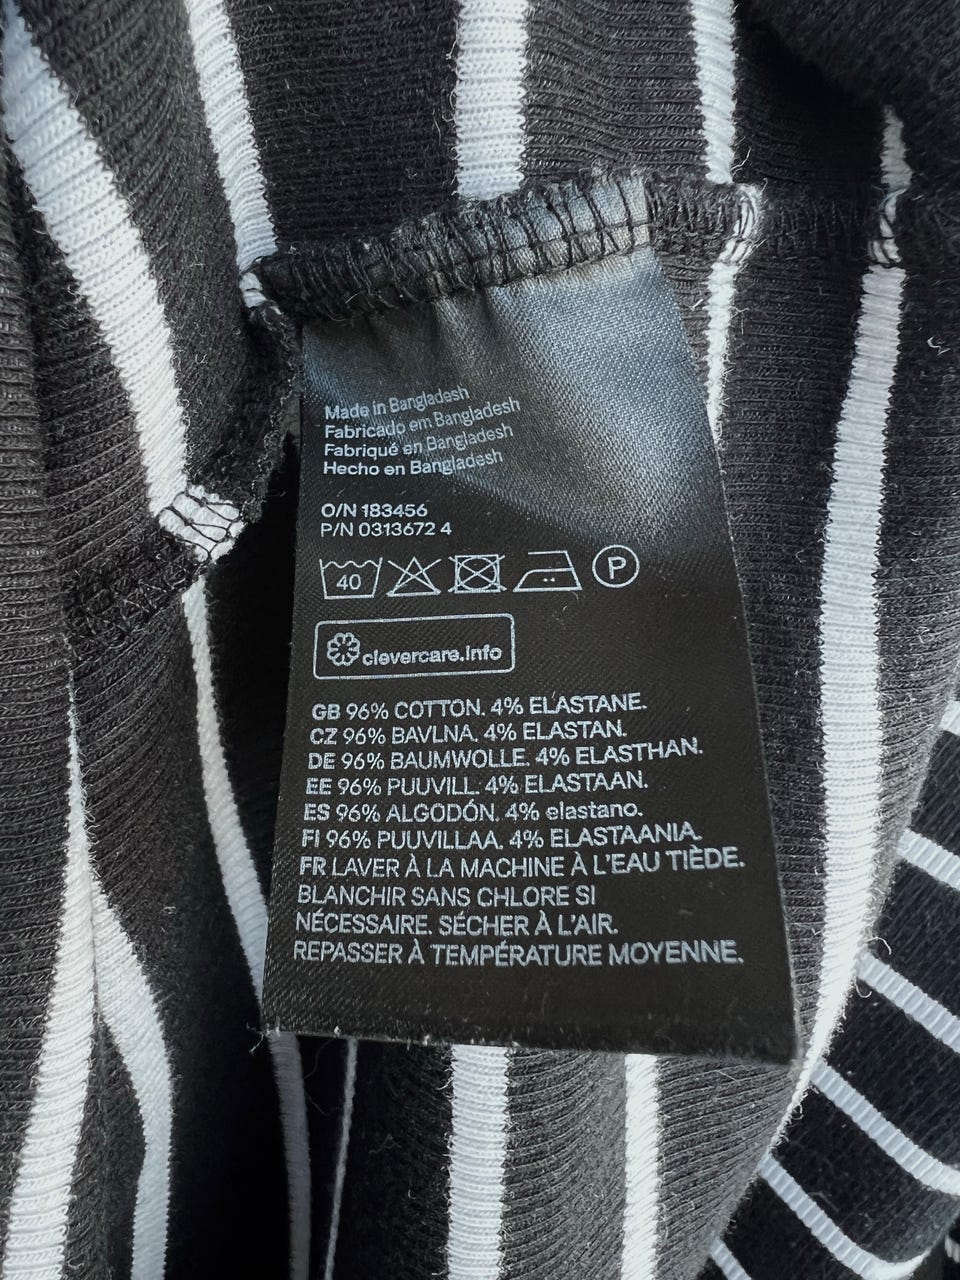 Made in Bangladesh
Fabricado em Bangladesh
Fabriqué en Bangladesh
Hecho en Bangladesh
O/N 183456
P/N 0313672 4
40 P
clevercare.info
GB 96% COTTON. 4% ELASTANE.
CZ 96% BAVLNA. 4% ELASTAN.
DE 96% BAUMWOLLE. 4% ELASTHAN.
EE 96% PUUVILL. 4% ELASTAAN.
ES 96% ALGODÓN. 4% elastano.
FI 96% PUUVILLAA. 4% ELASTAANIA.
FR LAVER À LA MACHINE À L'EAU TIÈDE.
BLANCHIR SANS CHLORE SI
NÉCESSAIRE. SÉCHER À L'AIR.
REPASSER À TEMPÉRATURE MOYENNE.